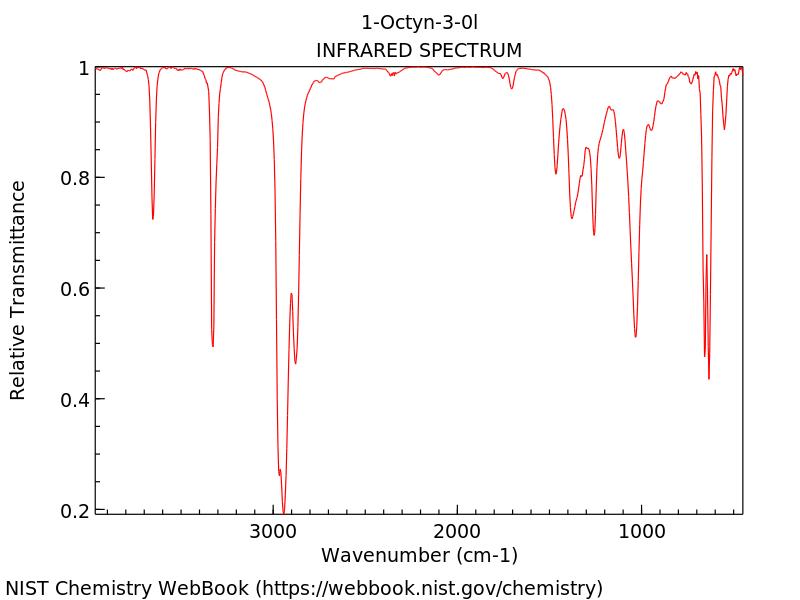 1-Octyn-3-0l
INFRARED SPECTRUM
1
0.8
0.6
0.4
0.2
Relative Transmittance
3000 2000 1000
Wavenumber (cm-1)
NIST Chemistry WebBook (https://webbook.nist.gov/chemistry)